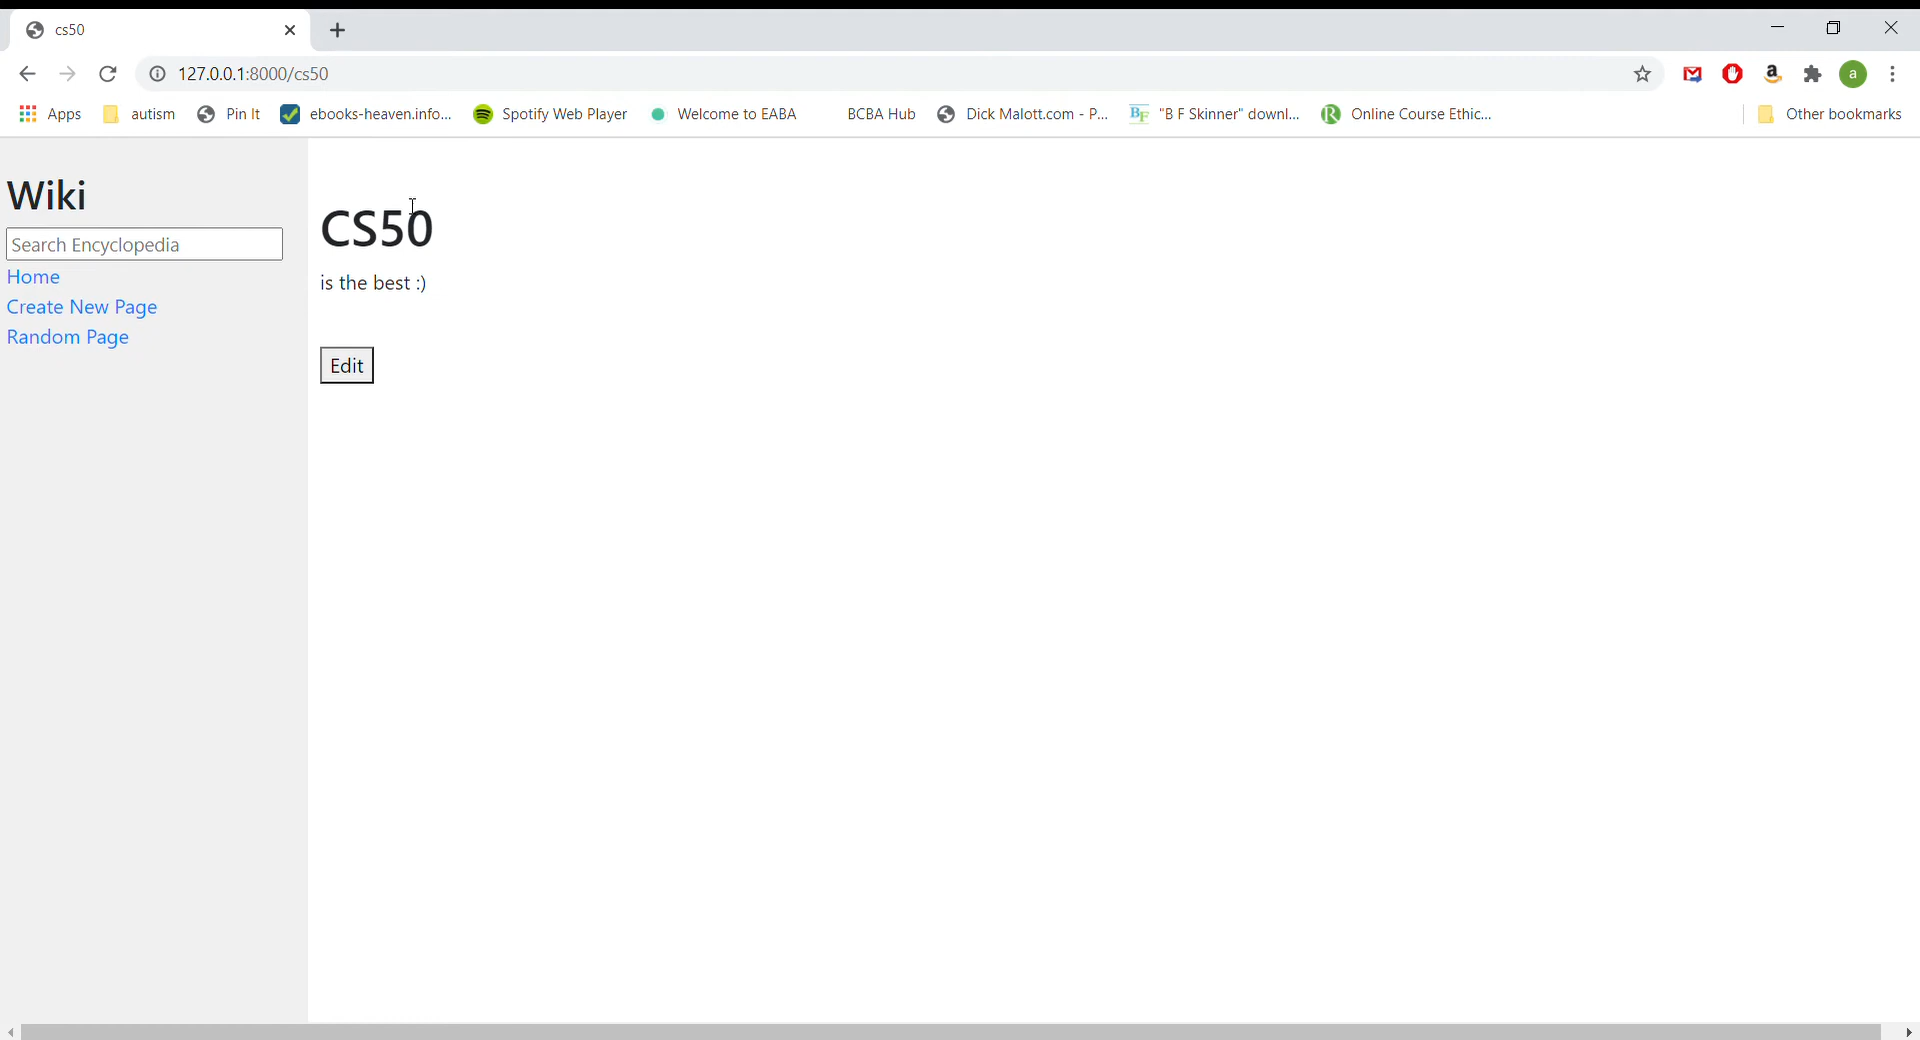 cs50
127.0.0.1:8000/cs50
a
a
Apps autism Pin It ebooks-heaven.info... Spotify Web Player Welcome to EABA BCBA Hub Dick Malott.com - P... BF "B F Skinner" downl... R Online Course Ethic... Other bookmarks
Wiki
Search Encyclopedia
Home
Create New Page
Random Page
CS50
is the best :)
Edit